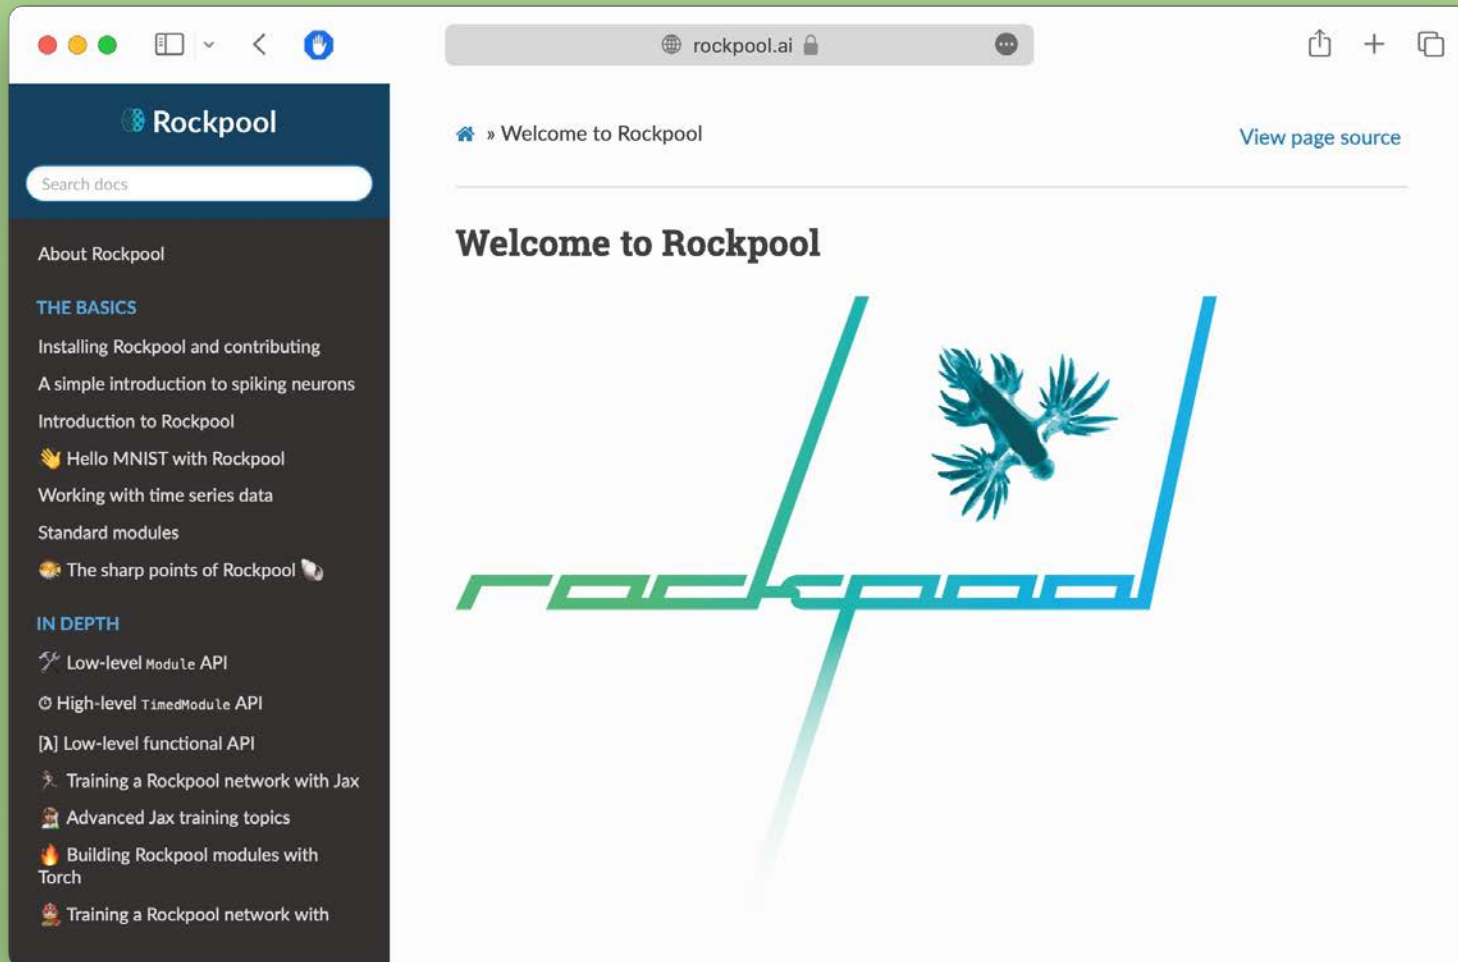 rockpool.ai
Rockpool
Search docs
About Rockpool
THE BASICS
Installing Rockpool and contributing
A simple introduction to spiking neurons
Introduction to Rockpool
👋 Hello MNIST with Rockpool
Working with time series data
Standard modules
🐡 The sharp points of Rockpool 🐚
IN DEPTH
🛠 Low-level Module API
⏱ High-level TimedModule API
[λ] Low-level functional API
🏃 Training a Rockpool network with Jax
Advanced Jax training topics
🔥 Building Rockpool modules with
Torch
Training a Rockpool network with
» Welcome to Rockpool
View page source
Welcome to Rockpool
rockpool